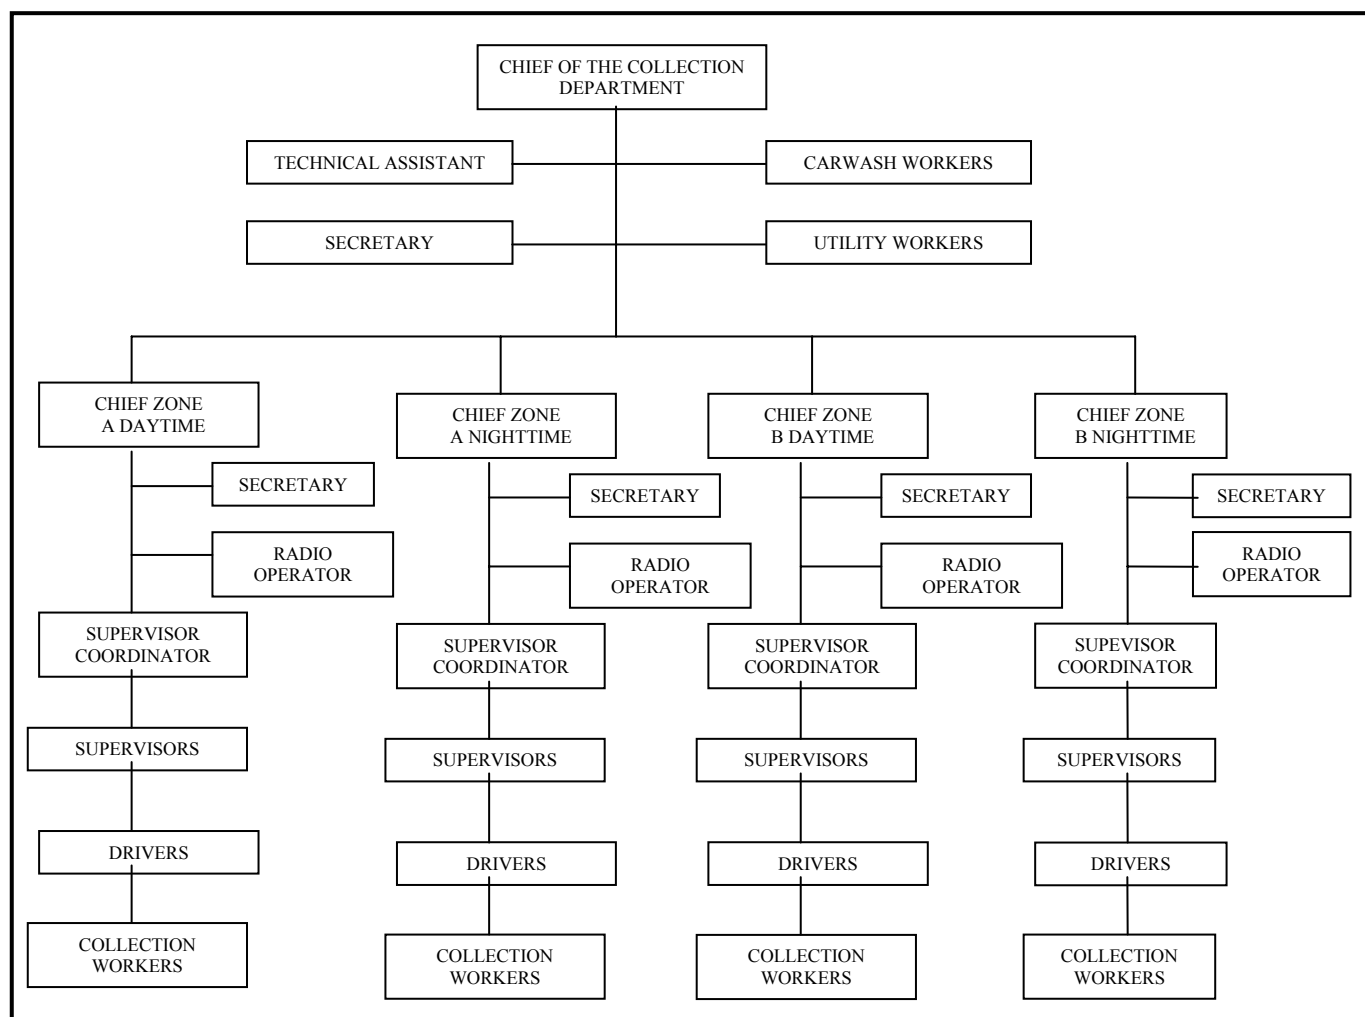 CHIEF OF THE COLLECTION
DEPARTMENT
TECHNICAL ASSISTANT
CARWASH WORKERS
SECRETARY
UTILITY WORKERS
CHIEF ZONE
A DAYTIME
CHIEF ZONE
A NIGHTTIME
CHIEF ZONE
B DAYTIME
CHIEF ZONE
B NIGHTTIME
SECRETARY
SECRETARY
SECRETARY
SECRETARY
RADIO
OPERATOR
RADIO
OPERATOR
RADIO
OPERATOR
RADIO
OPERATOR
SUPERVISOR
COORDINATOR
SUPERVISOR
COORDINATOR
SUPERVISOR
COORDINATOR
SUPEVISOR
COORDINATOR
SUPERVISORS
SUPERVISORS
SUPERVISORS
SUPERVISORS
DRIVERS
DRIVERS
DRIVERS
DRIVERS
COLLECTION
WORKERS
COLLECTION
WORKERS
COLLECTION
WORKERS
COLLECTION
WORKERS